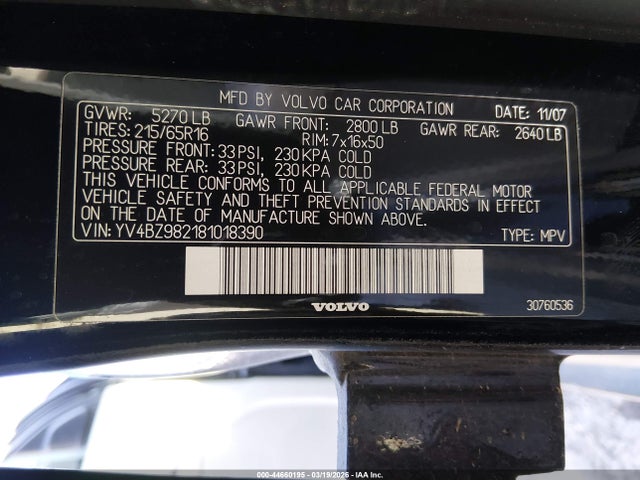 MFD BY VOLVO CAR CORPORATION DATE: 11/07
GVWR: 5270 LB GAWR FRONT: 2800 LB GAWR REAR: 2640 LB
TIRES: 215/65R16 RIM: 7x16x50
PRESSURE FRONT: 33 PSI, 230 KPA COLD
PRESSURE REAR: 33 PSI, 230 KPA COLD
THIS VEHICLE CONFORMS TO ALL APPLICABLE FEDERAL MOTOR
VEHICLE SAFETY AND THEFT PREVENTION STANDARDS IN EFFECT
ON THE DATE OF MANUFACTURE SHOWN ABOVE.
VIN: YV4BZ982181018390 TYPE: MPV
VOLVO 30760536
000-44660195 - 03/19/2026 - IAA Inc.